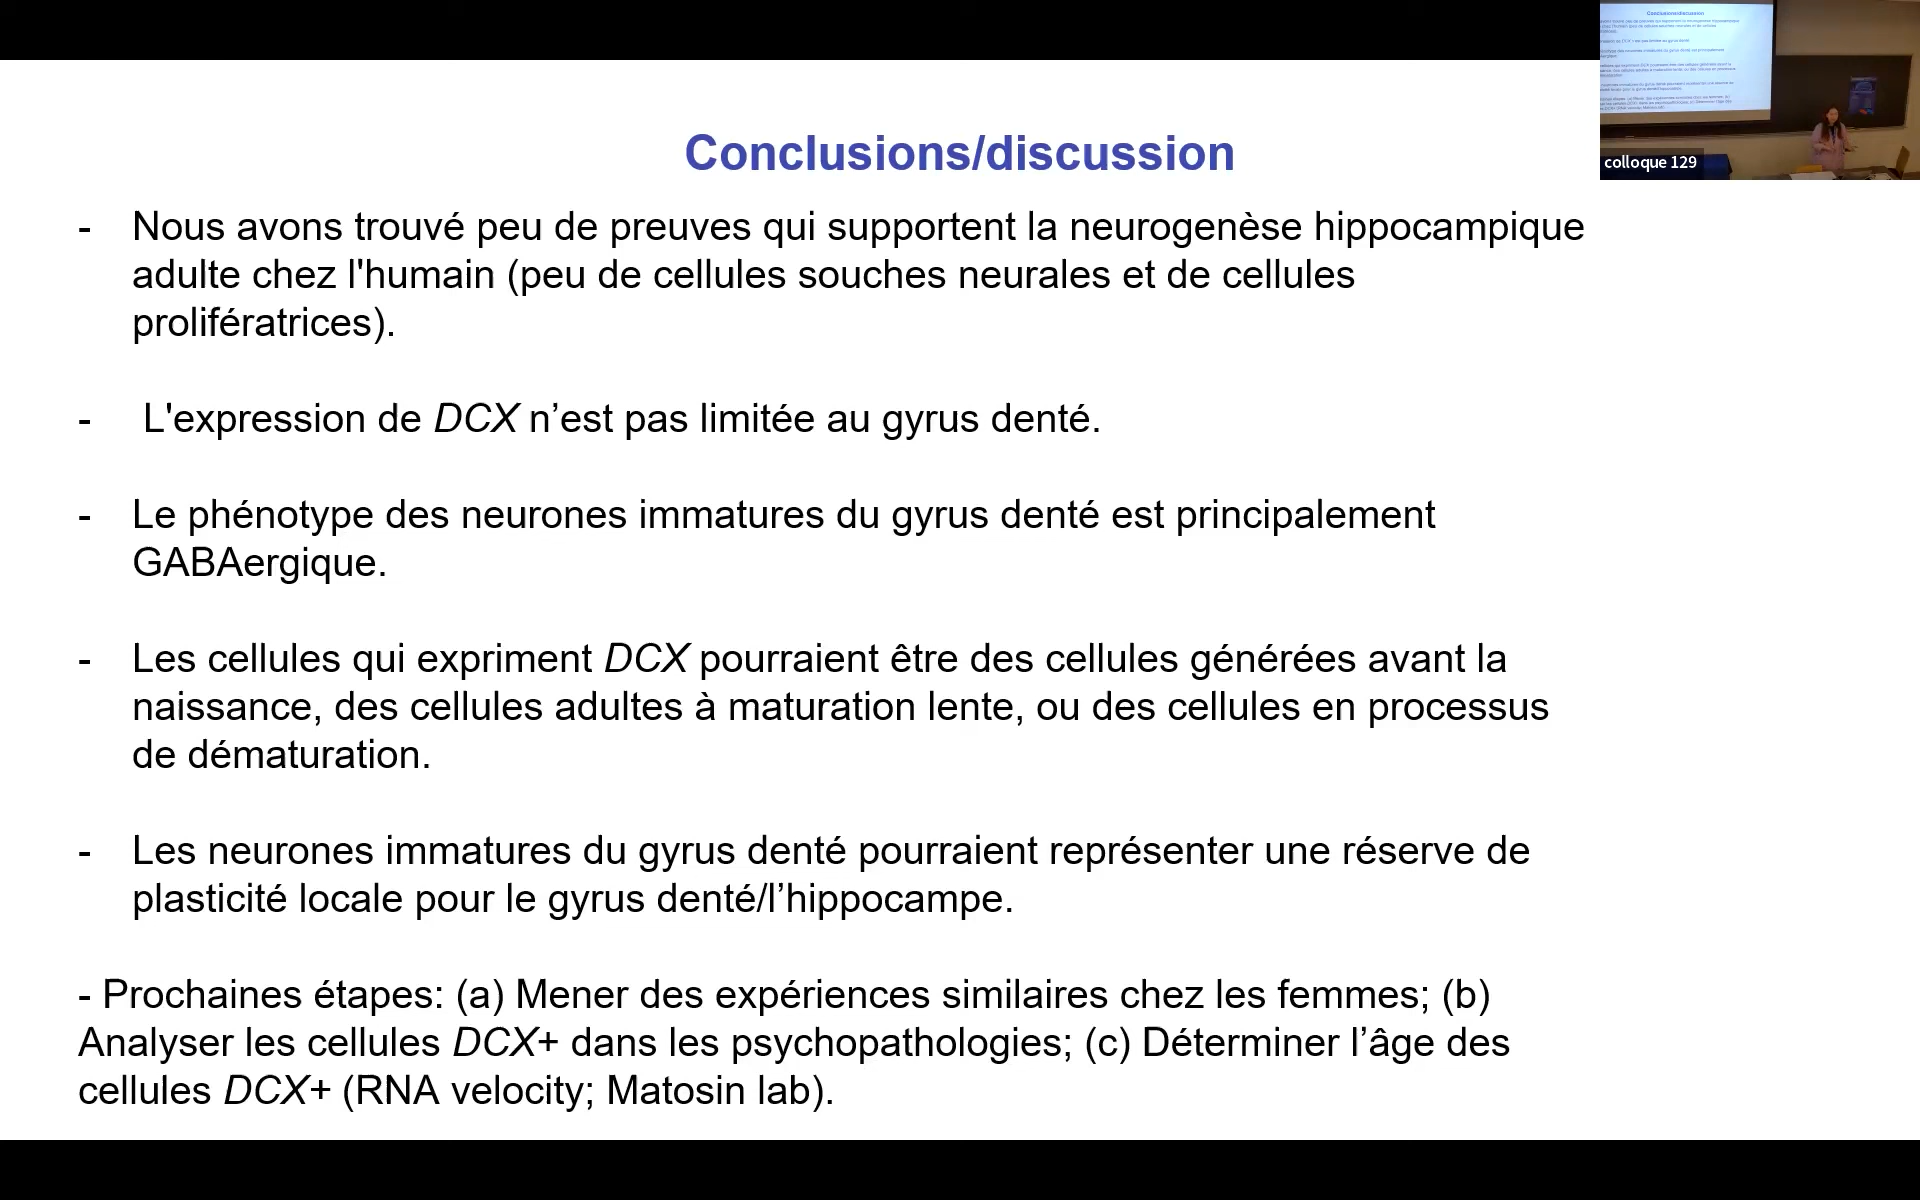 Conclusions/discussion
- Nous avons trouvé peu de preuves qui supportent la neurogenèse hippocampique
adulte chez l'humain (peu de cellules souches neurales et de cellules
prolifératrices).
- L'expression de DCX n’est pas limitée au gyrus denté.
- Le phénotype des neurones immatures du gyrus denté est principalement
GABAergique.
- Les cellules qui expriment DCX pourraient être des cellules générées avant la
naissance, des cellules adultes à maturation lente, ou des cellules en processus
de dématuration.
- Les neurones immatures du gyrus denté pourraient représenter une réserve de
plasticité locale pour le gyrus denté/l’hippocampe.
- Prochaines étapes: (a) Mener des expériences similaires chez les femmes; (b)
Analyser les cellules DCX+ dans les psychopathologies; (c) Déterminer l’âge des
cellules DCX+ (RNA velocity; Matosin lab).
Conclusions/discussion
colloque 129